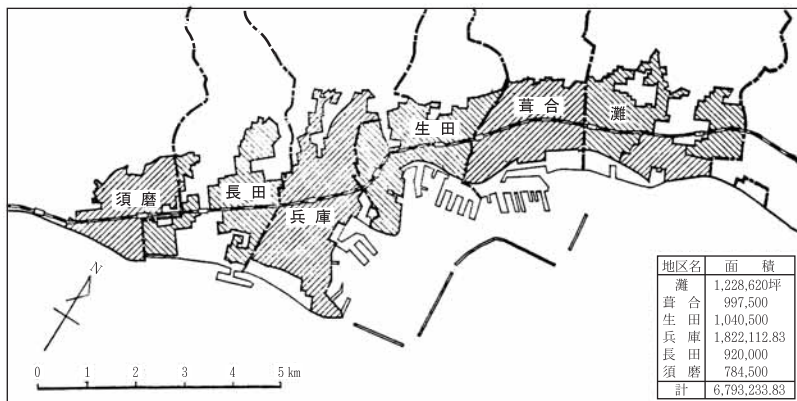 灘
葺合
生田
長田
須磨
兵庫
N
0 1 2 3 4 5 km
地区名 面積
灘 1,228,620坪
葺合 997,500
生田 1,040,500
兵庫 1,822,112.83
長田 920,000
須磨 784,500
計 6,793,233.83